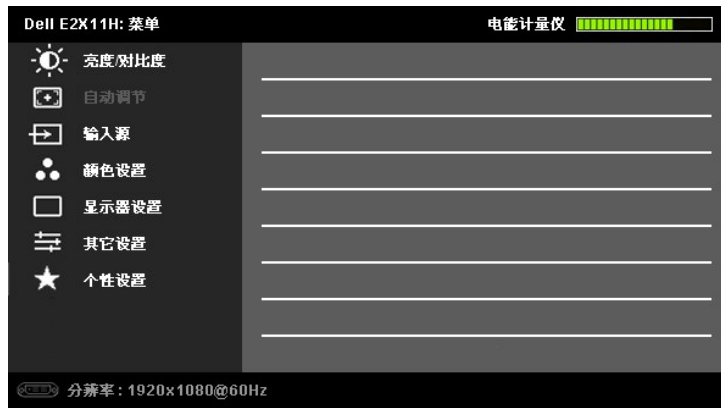 Dell E2X11H: 菜单
电能计量仪
亮度/对比度
自动调节
输入源
颜色设置
显示器设置
其它设置
个性设置
分辨率: 1920x1080@60Hz